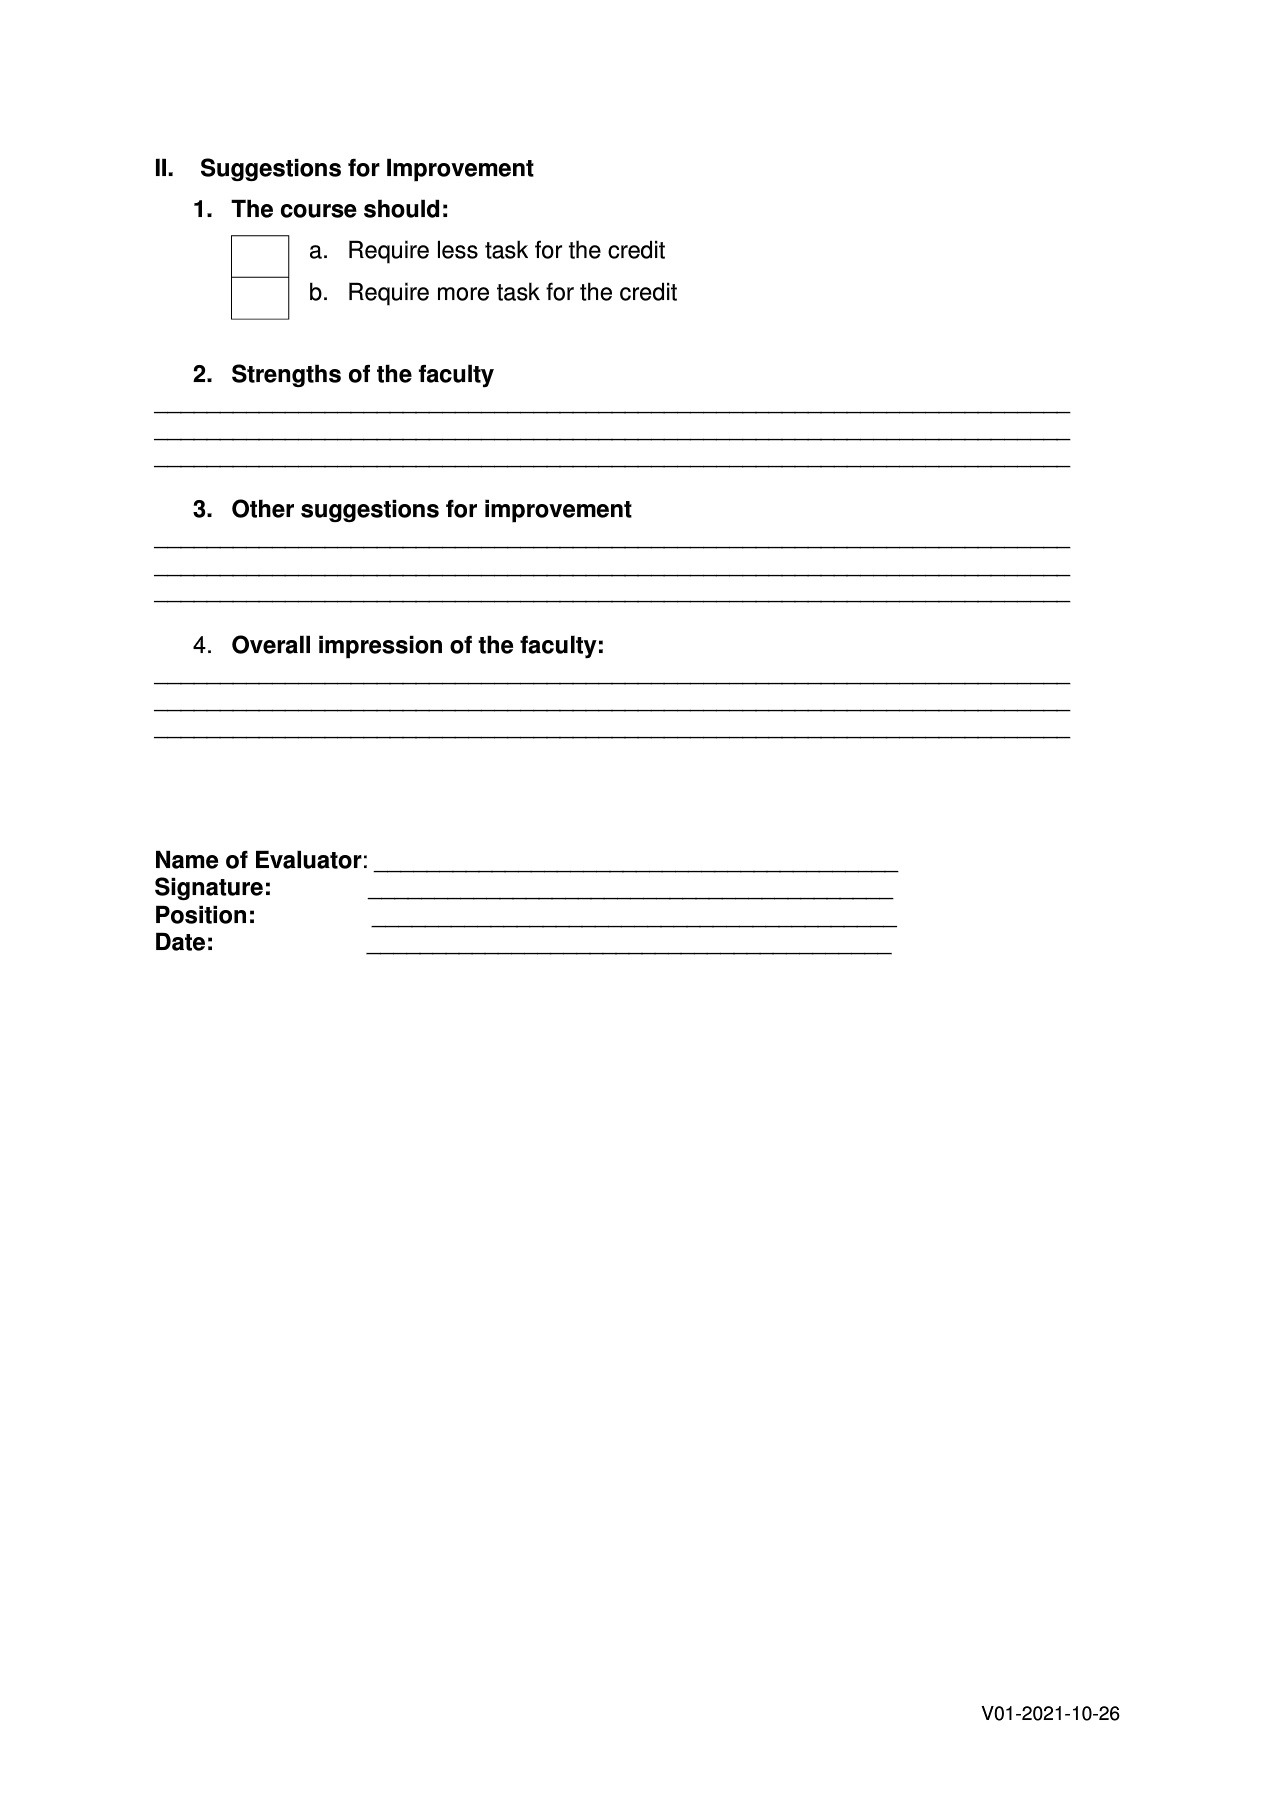 II. Suggestions for Improvement
1. The course should:
a. Require less task for the credit
b. Require more task for the credit
2. Strengths of the faculty
3. Other suggestions for improvement
4. Overall impression of the faculty:
Name of Evaluator:
Signature:
Position:
Date:
V01-2021-10-26